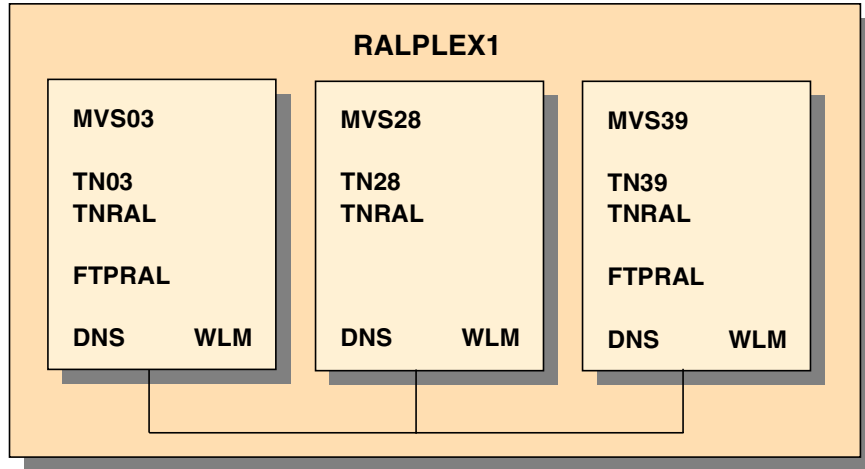 RALPLEX1
MVS03
TN03
TNRAL
FTPRAL
DNS WLM
MVS28
TN28
TNRAL
DNS WLM
MVS39
TN39
TNRAL
FTPRAL
DNS WLM